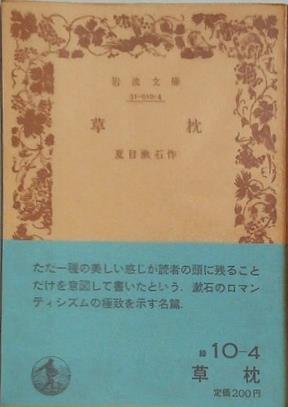 岩波文庫
31-010-4
草 枕
夏目漱石作
ただ一種の美しい感じが読者の頭に残ること
だけを意図して書いたという．漱石のロマン
ティシズムの極致を示す名篇．
緑 10-4
草 枕
定価200円